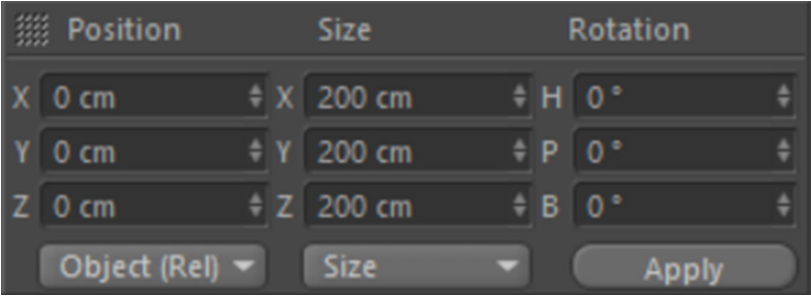 Position Size Rotation
X 0 cm X 200 cm H 0 °
Y 0 cm Y 200 cm P 0 °
Z 0 cm Z 200 cm B 0 °
Object (Rel) Size Apply